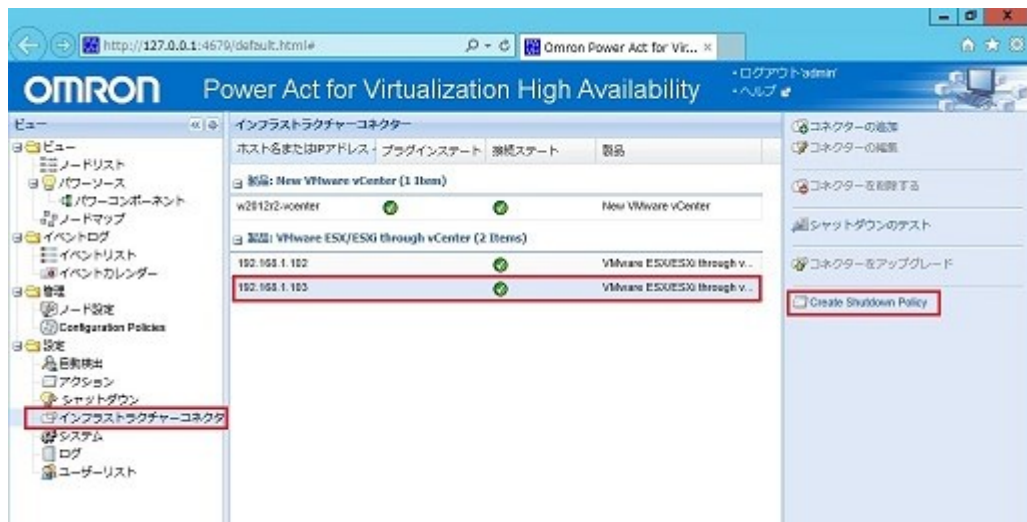 http://127.0.0.1:4679/default.html#
Omron Power Act for Vir...
OMRON
Power Act for Virtualization High Availability
・ログアウト'admin'
・ヘルプ
ビュー
ビュー
ノードリスト
パワーソース
パワーコンポーネント
ノードマップ
イベントログ
イベントリスト
イベントカレンダー
管理
ノード設定
Configuration Policies
設定
自動検出
アクション
シャットダウン
インフラストラクチャーコネクタ
システム
ログ
ユーザーリスト
インフラストラクチャーコネクター
ホスト名またはIPアドレス プラグインステート 接続ステート 製品
製品: New VMware vCenter (1 Item)
w2012r2-vcenter New VMware vCenter
製品: VMware ESX/ESXi through vCenter (2 Items)
192.168.1.102 VMware ESX/ESXi through v...
192.168.1.103 VMware ESX/ESXi through v...
コネクターの追加
コネクターの編集
コネクターを削除する
シャットダウンのテスト
コネクターをアップグレード
Create Shutdown Policy